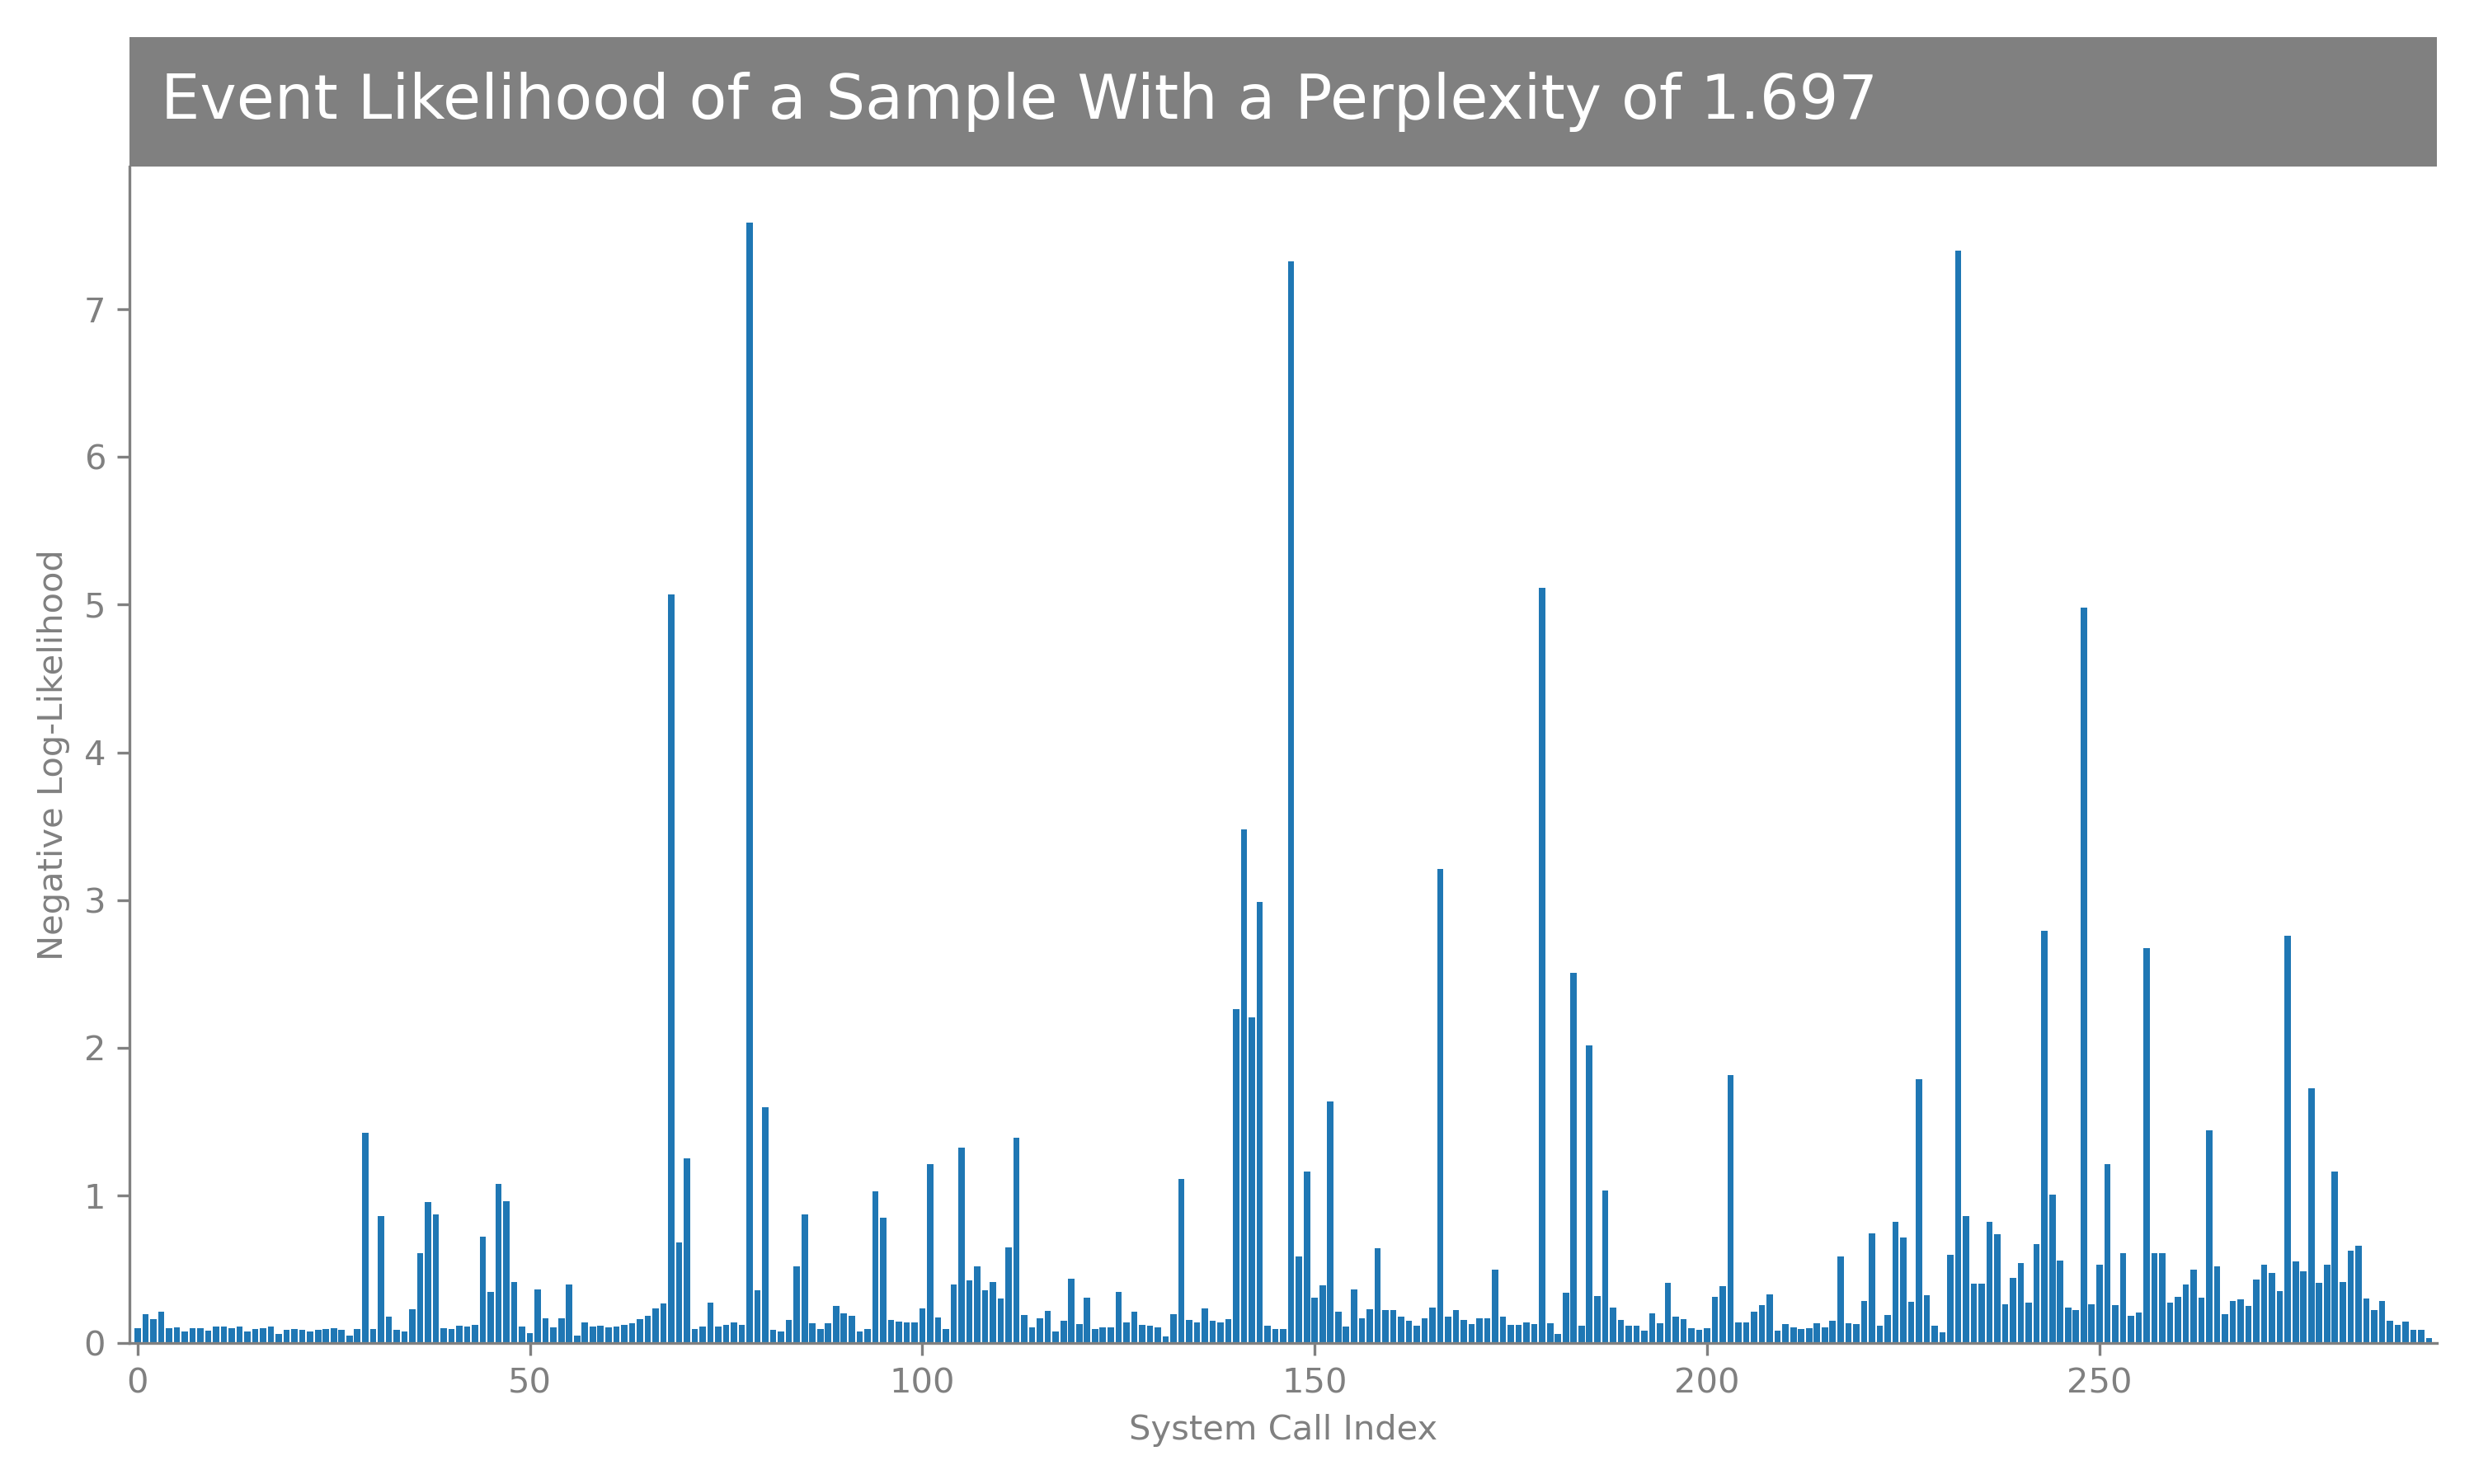 Event Likelihood of a Sample With a Perplexity of 1.697
Negative Log-Likelihood
7
6
5
4
3
2
1
0
0 50 100 150 200 250
System Call Index